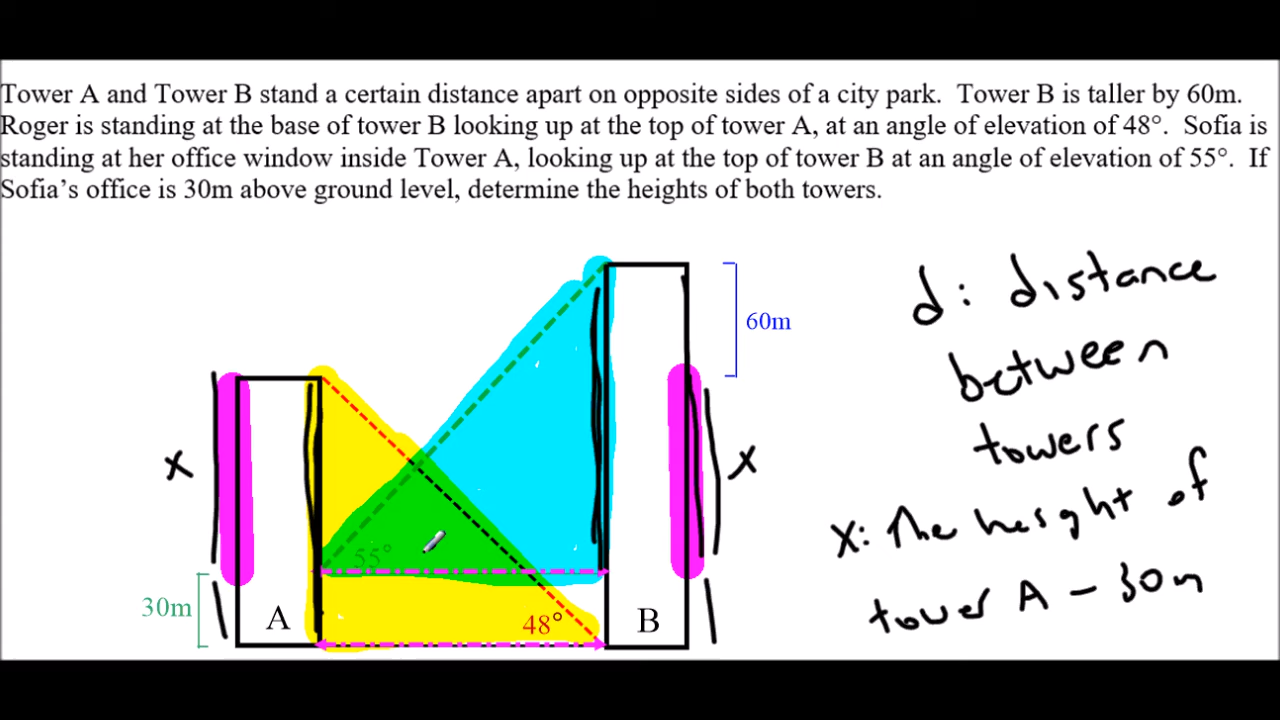 Tower A and Tower B stand a certain distance apart on opposite sides of a city park. Tower B is taller by 60m.
Roger is standing at the base of tower B looking up at the top of tower A, at an angle of elevation of 48°. Sofia is
standing at her office window inside Tower A, looking up at the top of tower B at an angle of elevation of 55°. If
Sofia's office is 30m above ground level, determine the heights of both towers.
60m
x
x
55°
30m
A
48°
B
d: distance
between
towers
x: The height of
tower A - 30m